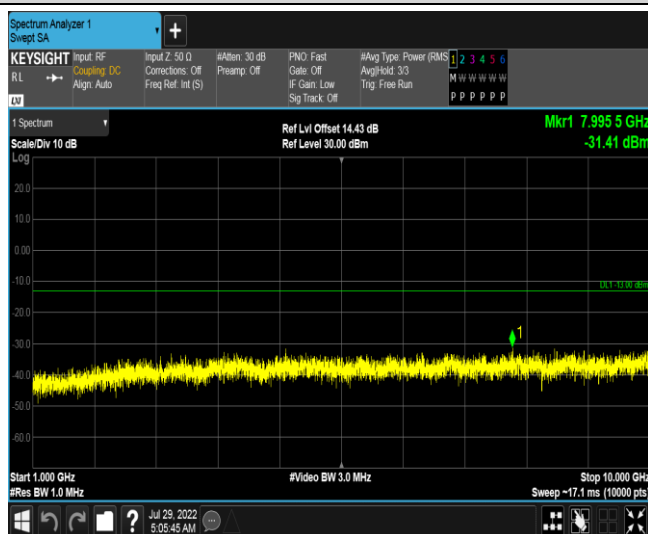 Spectrum Analyzer 1
Swept SA
+
KEYSIGHT
RL
LXI
Input: RF
Coupling: DC
Align: Auto
Input Z: 50 Ω
Corrections: Off
Freq Ref: Int (S)
#Atten: 30 dB
Preamp: Off
PNO: Fast
Gate: Off
IF Gain: Low
Sig Track: Off
#Avg Type: Power (RMS
Avg|Hold: 3/3
Trig: Free Run
1 2 3 4 5 6
M W W W W W
P P P P P P
1 Spectrum
Scale/Div 10 dB
Log
Ref Lvl Offset 14.43 dB
Ref Level 30.00 dBm
Mkr1 7.995 5 GHz
-31.41 dBm
20.0
10.0
0.00
-10.0
DL1 -13.00 dBm
-20.0
-30.0
1
-40.0
-50.0
-60.0
Start 1.000 GHz
#Res BW 1.0 MHz
#Video BW 3.0 MHz
Stop 10.000 GHz
Sweep ~17.1 ms (10000 pts)
?
Jul 29, 2022
5:05:45 AM